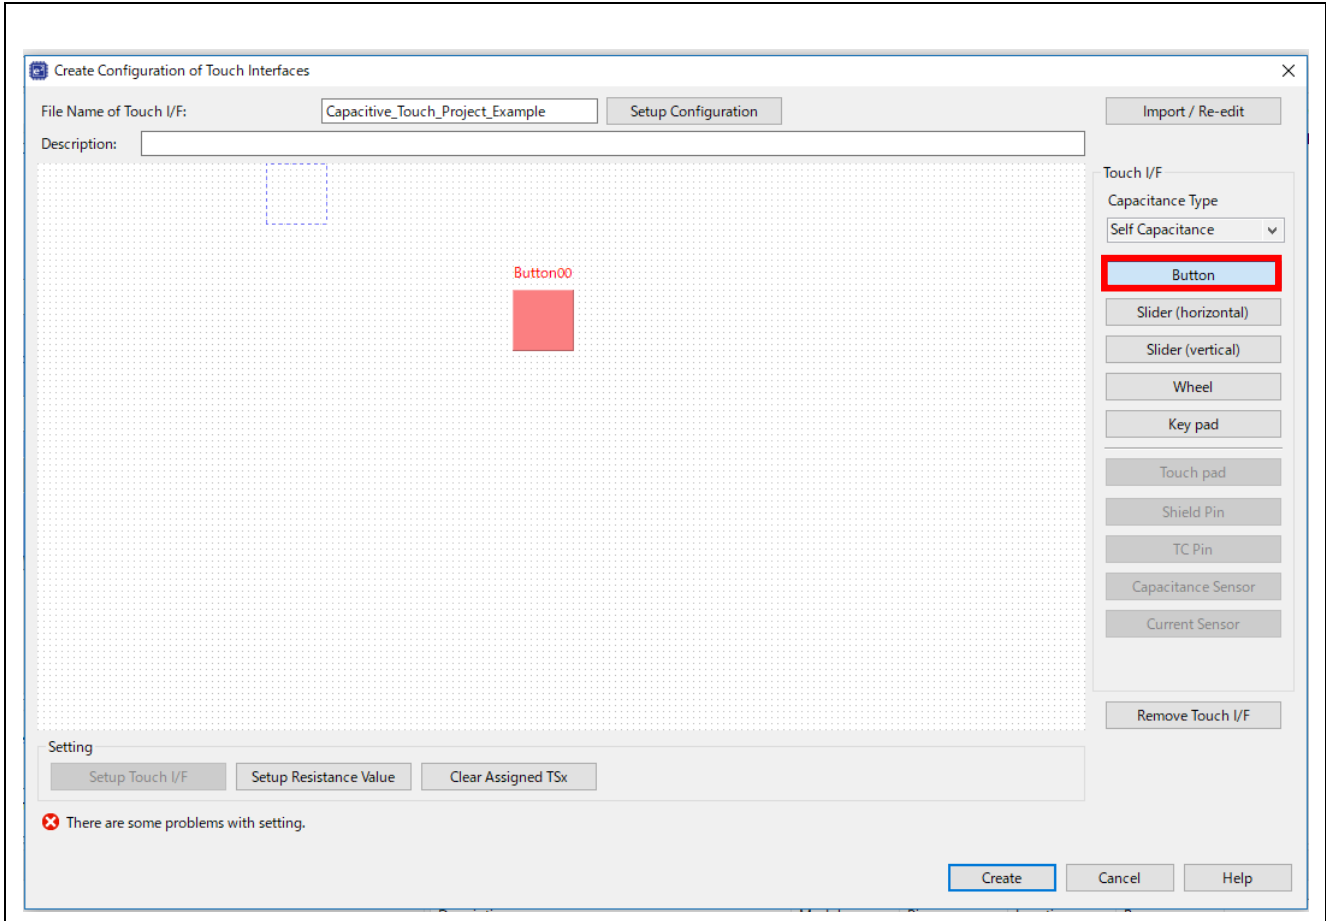 Create Configuration of Touch Interfaces
File Name of Touch I/F: Capacitive_Touch_Project_Example Setup Configuration Import / Re-edit
Description:
Touch I/F
Capacitance Type
Self Capacitance
Button00
Button
Slider (horizontal)
Slider (vertical)
Wheel
Key pad
Touch pad
Shield Pin
TC Pin
Capacitance Sensor
Current Sensor
Remove Touch I/F
Setting
Setup Touch I/F Setup Resistance Value Clear Assigned TSx
There are some problems with setting.
Create Cancel Help